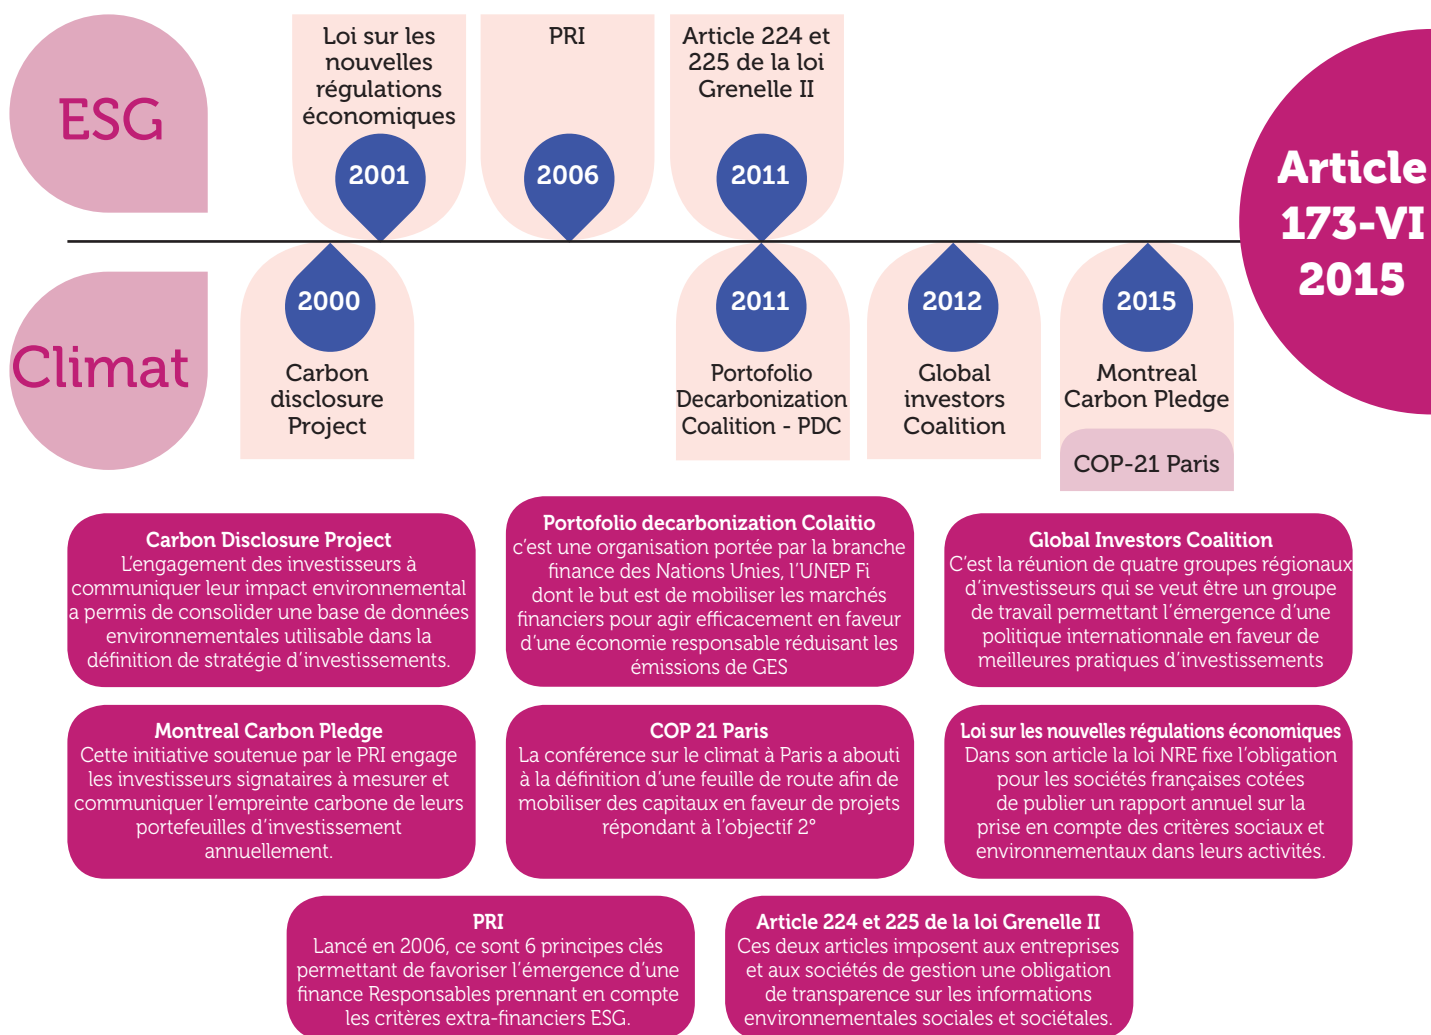 ESG
Loi sur les
nouvelles
régulations
économiques
2001
PRI
2006
Article 224 et
225 de la loi
Grenelle II
2011
Article
173-VI
2015
Climat
2000
Carbon
disclosure
Project
2011
Portofolio
Decarbonization
Coalition - PDC
2012
Global
investors
Coalition
2015
Montreal
Carbon Pledge
COP-21 Paris
Carbon Disclosure Project
L'engagement des investisseurs à
communiquer leur impact environnemental
a permis de consolider une base de données
environnementales utilisable dans la
définition de stratégie d'investissements.
Portofolio decarbonization Colaitio
c'est une organisation portée par la branche
finance des Nations Unies, l'UNEP Fi
dont le but est de mobiliser les marchés
financiers pour agir efficacement en faveur
d'une économie responsable réduisant les
émissions de GES
Global Investors Coalition
C'est la réunion de quatre groupes régionaux
d'investisseurs qui se veut être un groupe
de travail permettant l'émergence d'une
politique internationnale en faveur de
meilleures pratiques d'investissements
Montreal Carbon Pledge
Cette initiative soutenue par le PRI engage
les investisseurs signataires à mesurer et
communiquer l'empreinte carbone de leurs
portefeuilles d'investissement
annuellement.
COP 21 Paris
La conférence sur le climat à Paris a abouti
à la définition d'une feuille de route afin de
mobiliser des capitaux en faveur de projets
répondant à l'objectif 2°
Loi sur les nouvelles régulations économiques
Dans son article la loi NRE fixe l'obligation
pour les sociétés françaises cotées
de publier un rapport annuel sur la
prise en compte des critères sociaux et
environnementaux dans leurs activités.
PRI
Lancé en 2006, ce sont 6 principes clés
permettant de favoriser l'émergence d'une
finance Responsables prennant en compte
les critères extra-financiers ESG.
Article 224 et 225 de la loi Grenelle II
Ces deux articles imposent aux entreprises
et aux sociétés de gestion une obligation
de transparence sur les informations
environnementales sociales et sociétales.